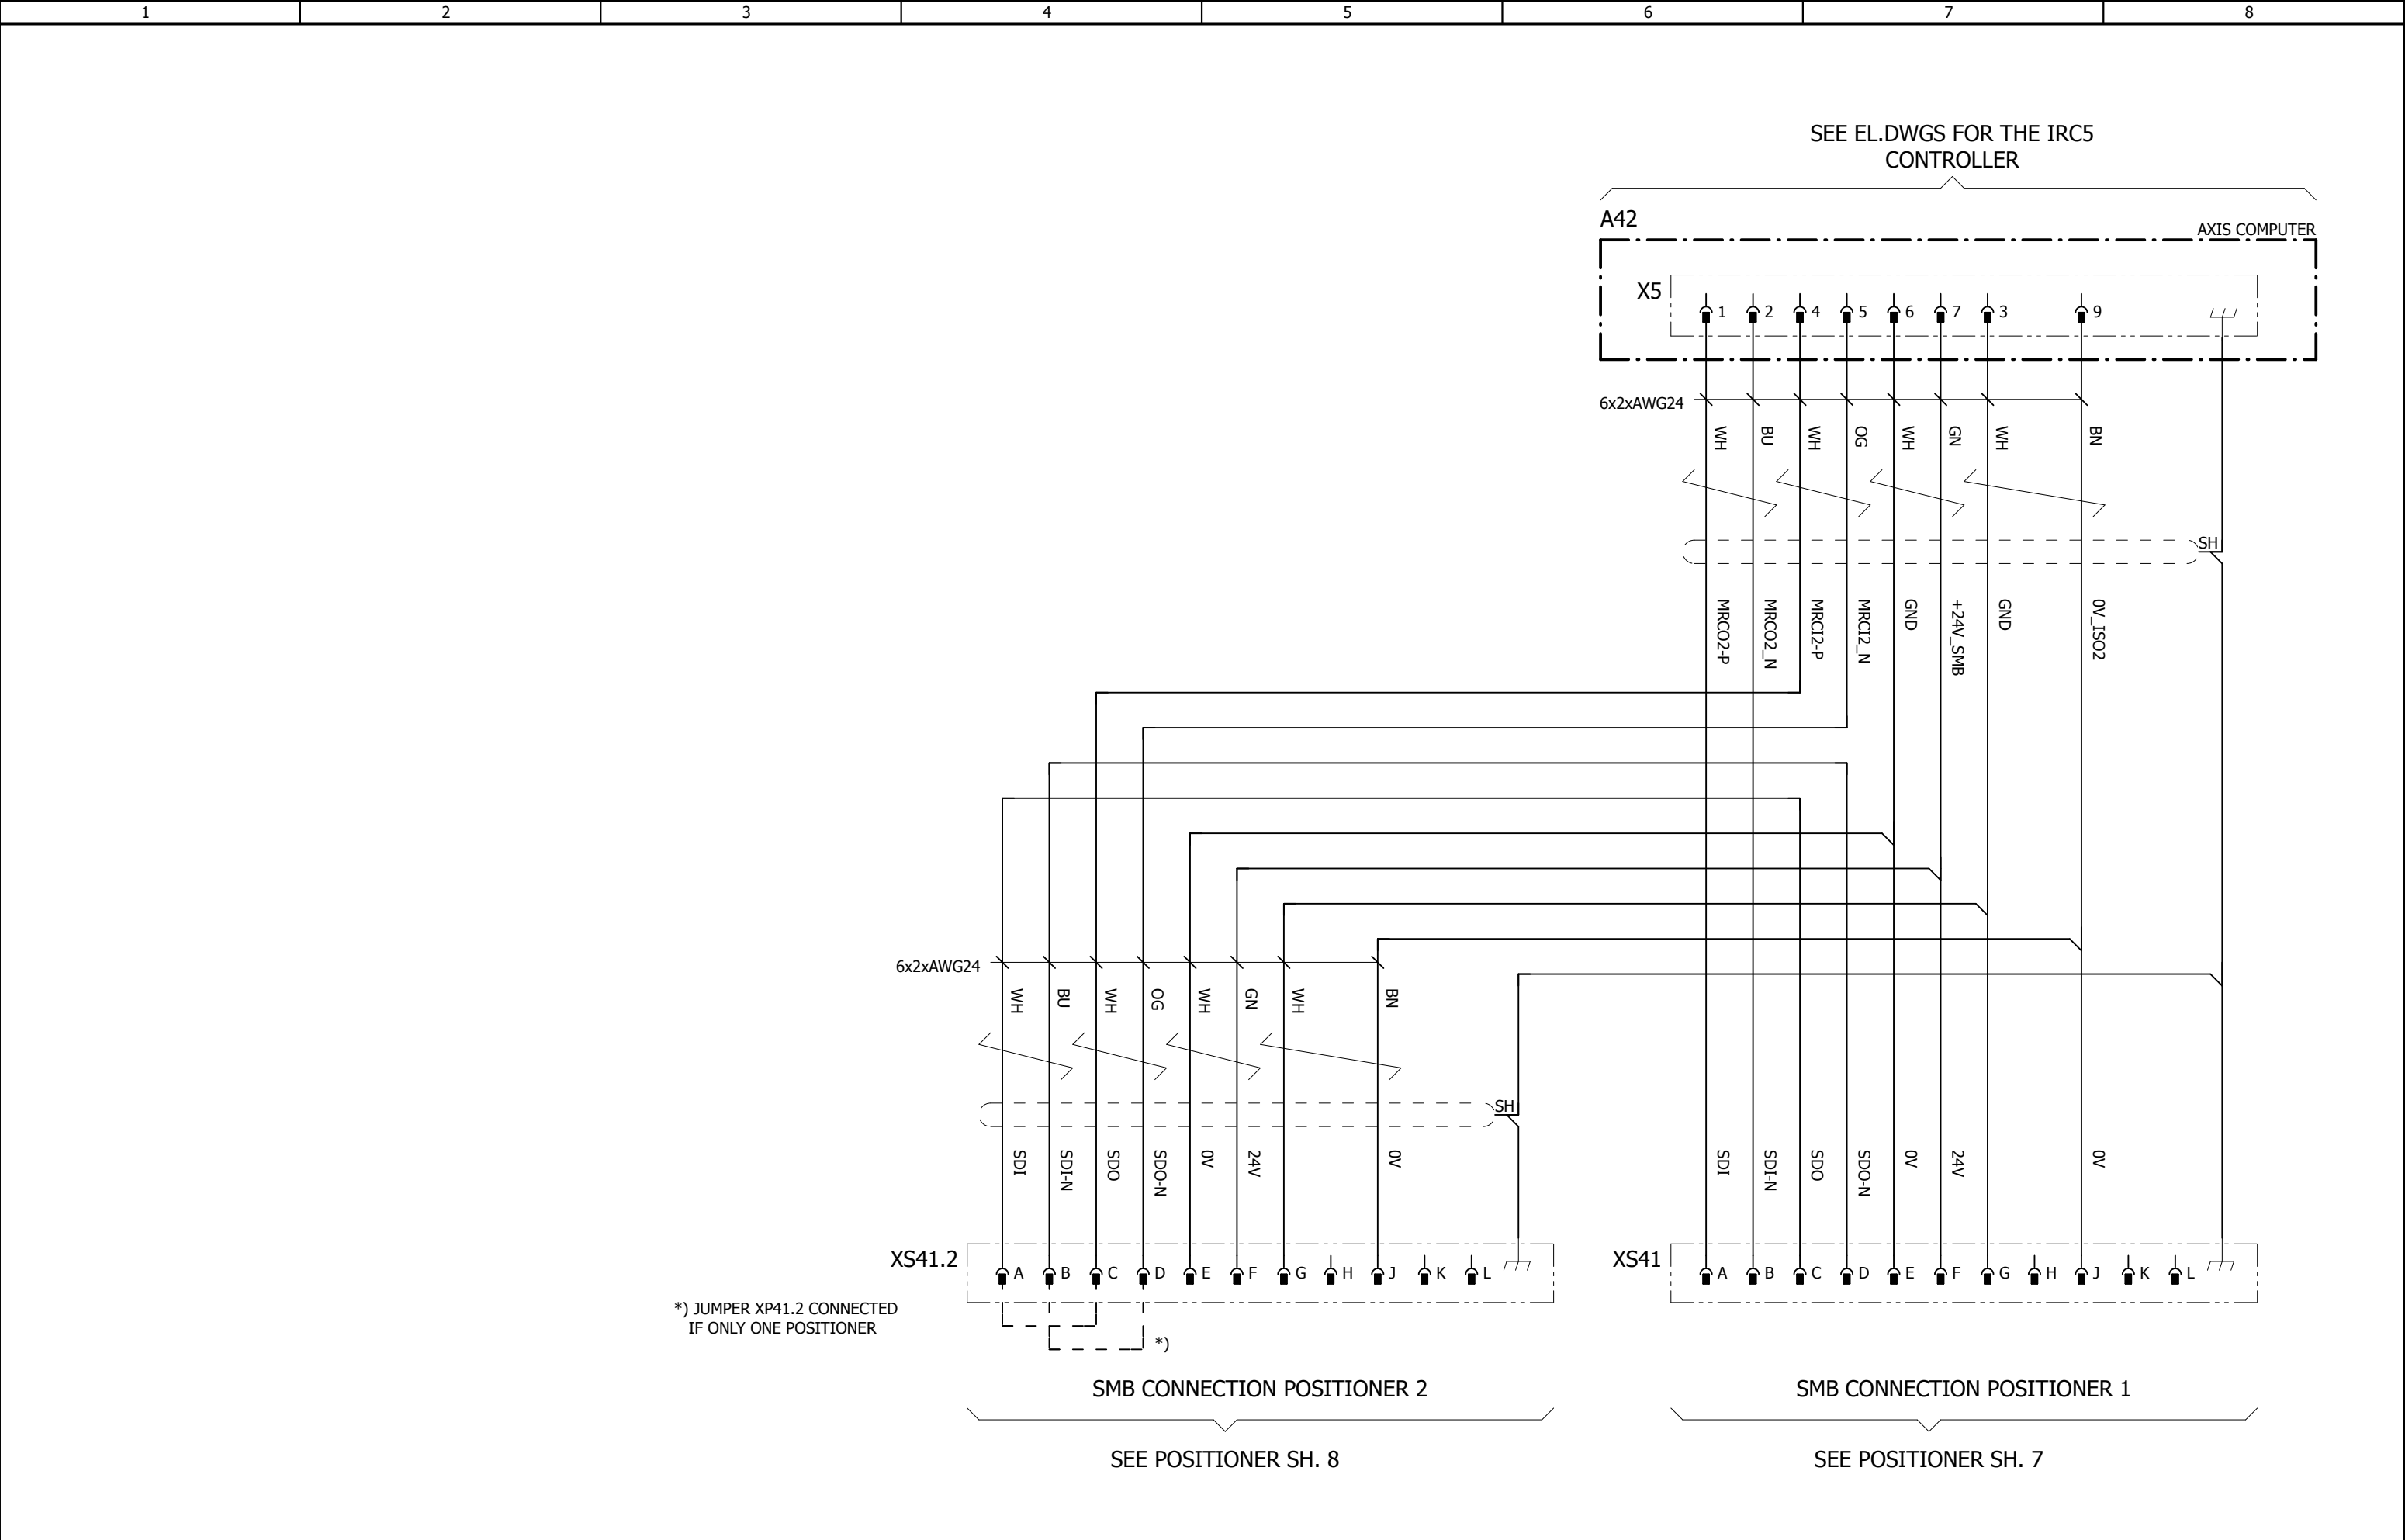 1 2 3 4 5 6 7 8
SEE EL.DWGS FOR THE IRC5
CONTROLLER
A42
AXIS COMPUTER
X5
1 2 4 5 6 7 3 9
6x2xAWG24
WH BU WH OG WH GN WH BN
SH
MRCO2-P MRCO2_N MRCI2-P MRCI2_N GND +24V_SMB GND 0V_ISO2
6x2xAWG24
WH BU WH OG WH GN WH BN
SH
SDI SDI-N SDO SDO-N 0V 24V 0V
SDI SDI-N SDO SDO-N 0V 24V 0V
XS41.2
A B C D E F G H J K L
XS41
A B C D E F G H J K L
*) JUMPER XP41.2 CONNECTED
IF ONLY ONE POSITIONER
*)
SMB CONNECTION POSITIONER 2
SMB CONNECTION POSITIONER 1
SEE POSITIONER SH. 8
SEE POSITIONER SH. 7